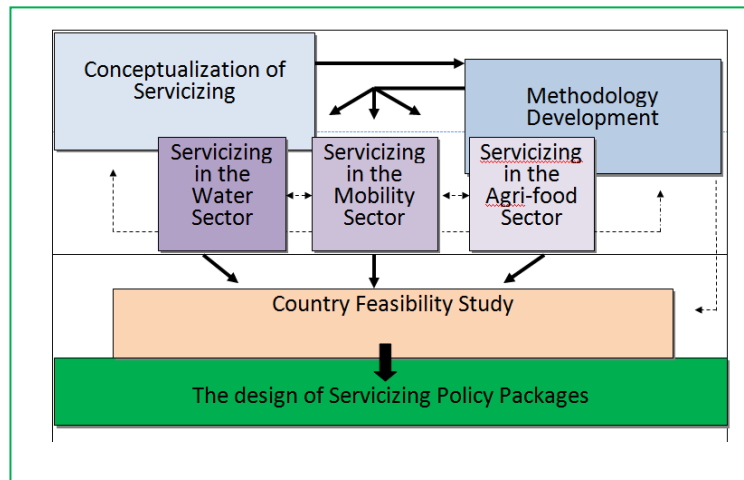 Conceptualization of
Servicizing
Methodology
Development
Servicizing
in the
Water
Sector
Servicizing
in the
Mobility
Sector
Servicizing
in the
Agri-food
Sector
Country Feasibility Study
The design of Servicizing Policy Packages